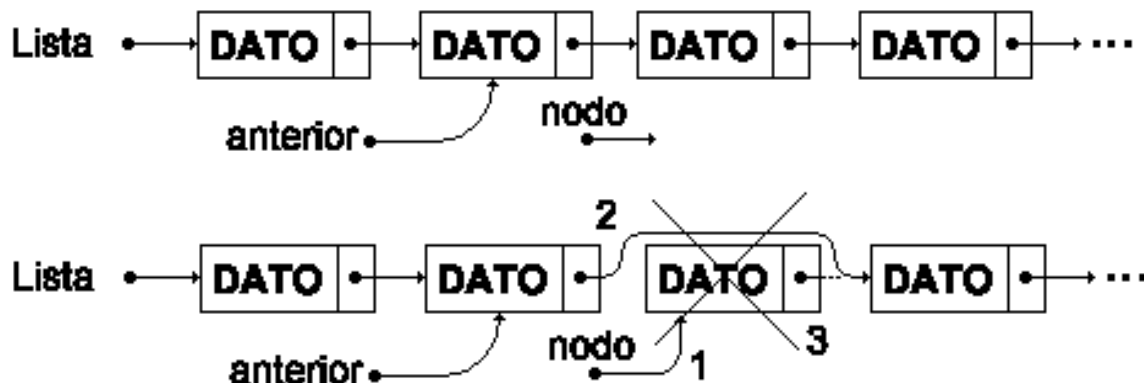 Lista DATO DATO DATO DATO ...
anterior nodo
2
Lista DATO DATO DATO DATO ...
anterior nodo 1 3